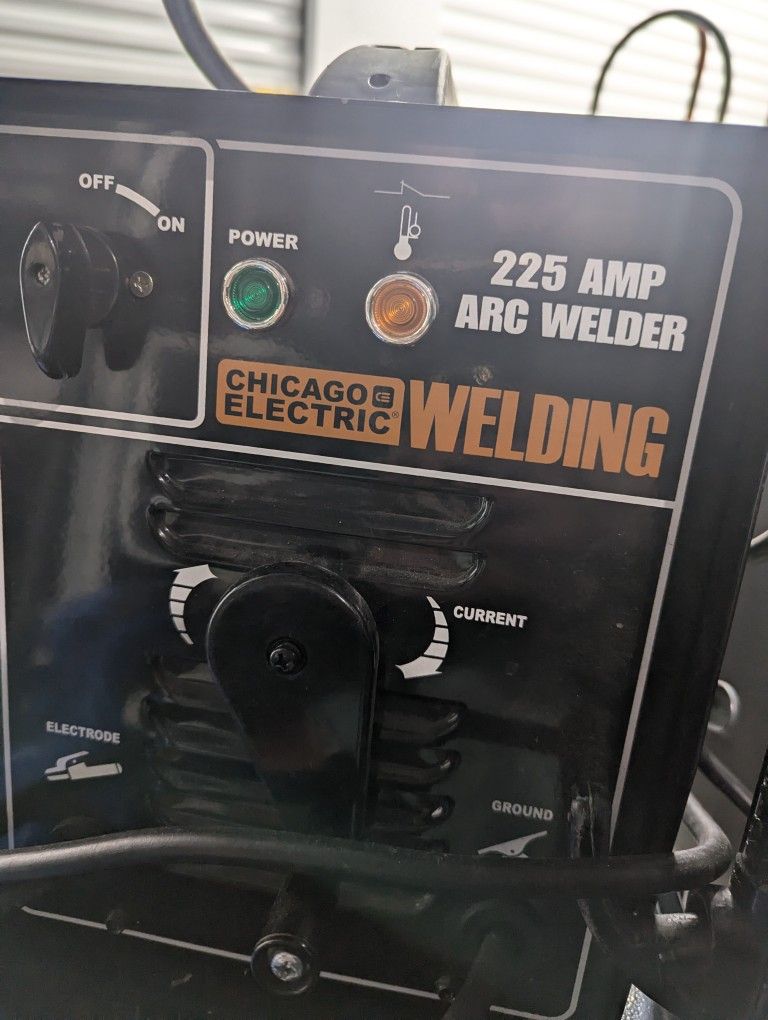 OFF
ON
POWER
225 AMP
ARC WELDER
CHICAGO
ELECTRIC®
WELDING
CURRENT
ELECTRODE
GROUND